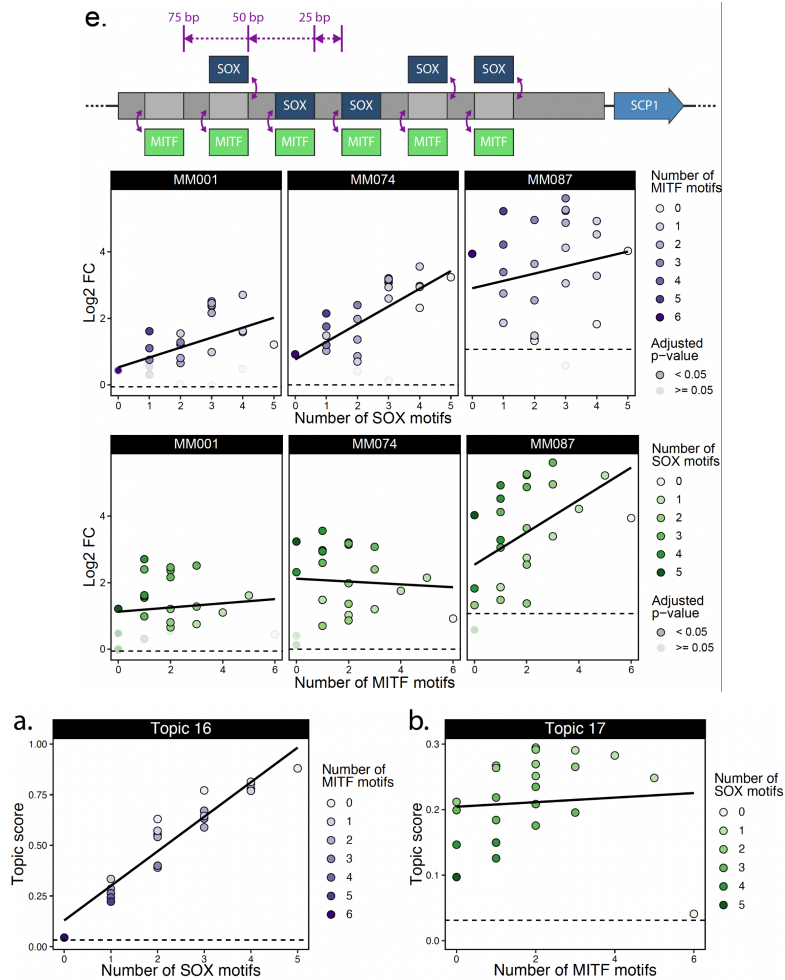 e.
75 bp 50 bp 25 bp
SOX SOX SOX
SOX SOX SCP1
MITF MITF MITF MITF MITF MITF
MM001 MM074 MM087
Number of
MITF motifs
0
1
2
3
4
5
6
Adjusted
p-value
< 0.05
>= 0.05
Log2 FC
4
2
0
0 1 2 3 4 5 0 1 2 3 4 5 0 1 2 3 4 5
Number of SOX motifs
MM001 MM074 MM087
Number of
SOX motifs
0
1
2
3
4
5
Adjusted
p-value
< 0.05
>= 0.05
Log2 FC
4
2
0
0 2 4 6 0 2 4 6 0 2 4 6
Number of MITF motifs
a.
Topic 16
Topic score
1.00
0.75
0.50
0.25
0.00
0 1 2 3 4 5
Number of SOX motifs
Number of
MITF motifs
0
1
2
3
4
5
6
b.
Topic 17
Topic score
0.3
0.2
0.1
0.0
0 2 4 6
Number of MITF motifs
Number of
SOX motifs
0
1
2
3
4
5